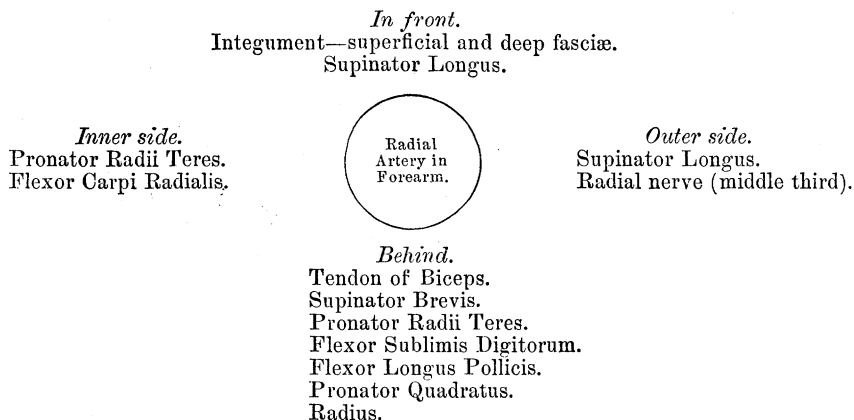 In front.
Integument—superficial and deep fasciæ.
Supinator Longus.
Inner side.
Pronator Radii Teres.
Flexor Carpi Radialis.
Radial
Artery in
Forearm.
Outer side.
Supinator Longus.
Radial nerve (middle third).
Behind.
Tendon of Biceps.
Supinator Brevis.
Pronator Radii Teres.
Flexor Sublimis Digitorum.
Flexor Longus Pollicis.
Pronator Quadratus.
Radius.